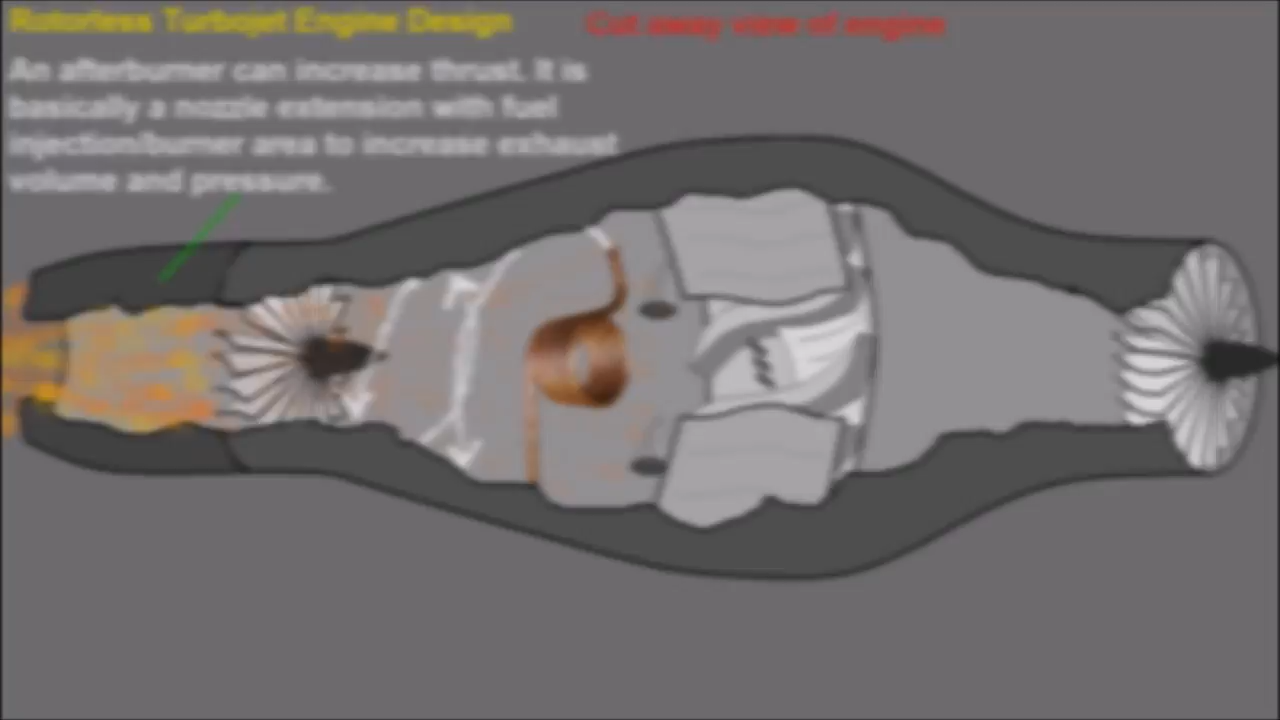 Rotorless Turbojet Engine Design
Cut away view of engine
An afterburner can increase thrust. It is
basically a nozzle extension with fuel
injection/burner area to increase exhaust
volume and pressure.